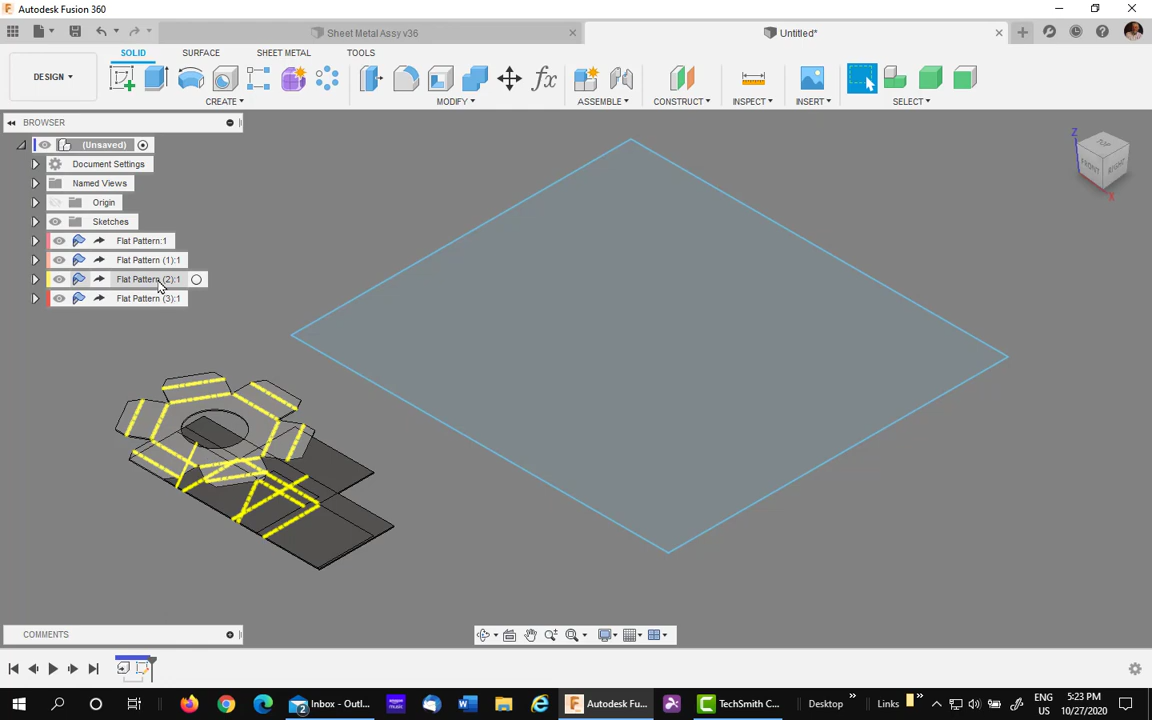 Autodesk Fusion 360
Sheet Metal Assy v36
Untitled*
SOLID SURFACE SHEET METAL TOOLS
DESIGN
CREATE MODIFY ASSEMBLE CONSTRUCT INSPECT INSERT SELECT
BROWSER
(Unsaved)
Document Settings
Named Views
Origin
Sketches
Flat Pattern:1
Flat Pattern (1):1
Flat Pattern (2):1
Flat Pattern (3):1
Z
TOP
FRONT
RIGHT
X
COMMENTS
Inbox - Outl...
Autodesk Fu...
TechSmith C...
Desktop
Links
ENG
US
5:23 PM
10/27/2020